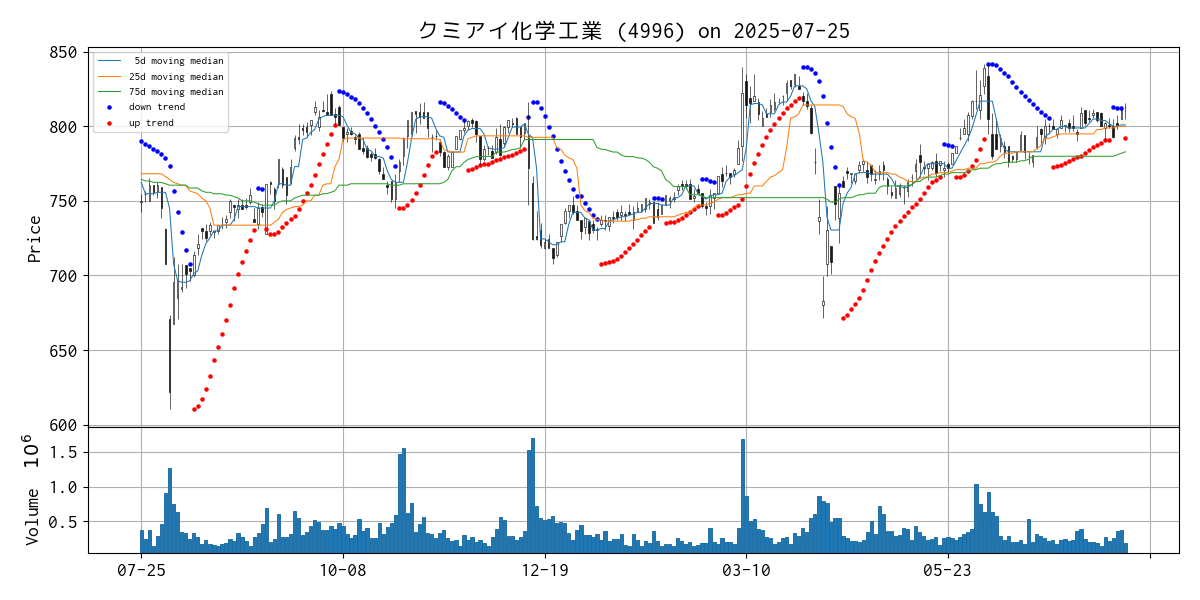 クミアイ化学工業 (4996) on 2025-07-25
850
800
750
700
650
600
Price
5d moving median
25d moving median
75d moving median
down trend
up trend
1.5
1.0
0.5
Volume 10^6
07-25
10-08
12-19
03-10
05-23